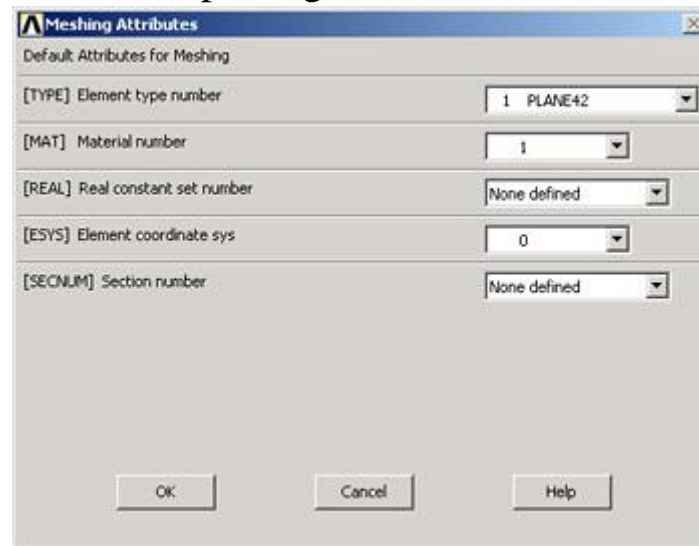 Meshing Attributes
Default Attributes for Meshing
[TYPE] Element type number 1 PLANE42
[MAT] Material number 1
[REAL] Real constant set number None defined
[ESYS] Element coordinate sys 0
[SECNUM] Section number None defined
OK Cancel Help